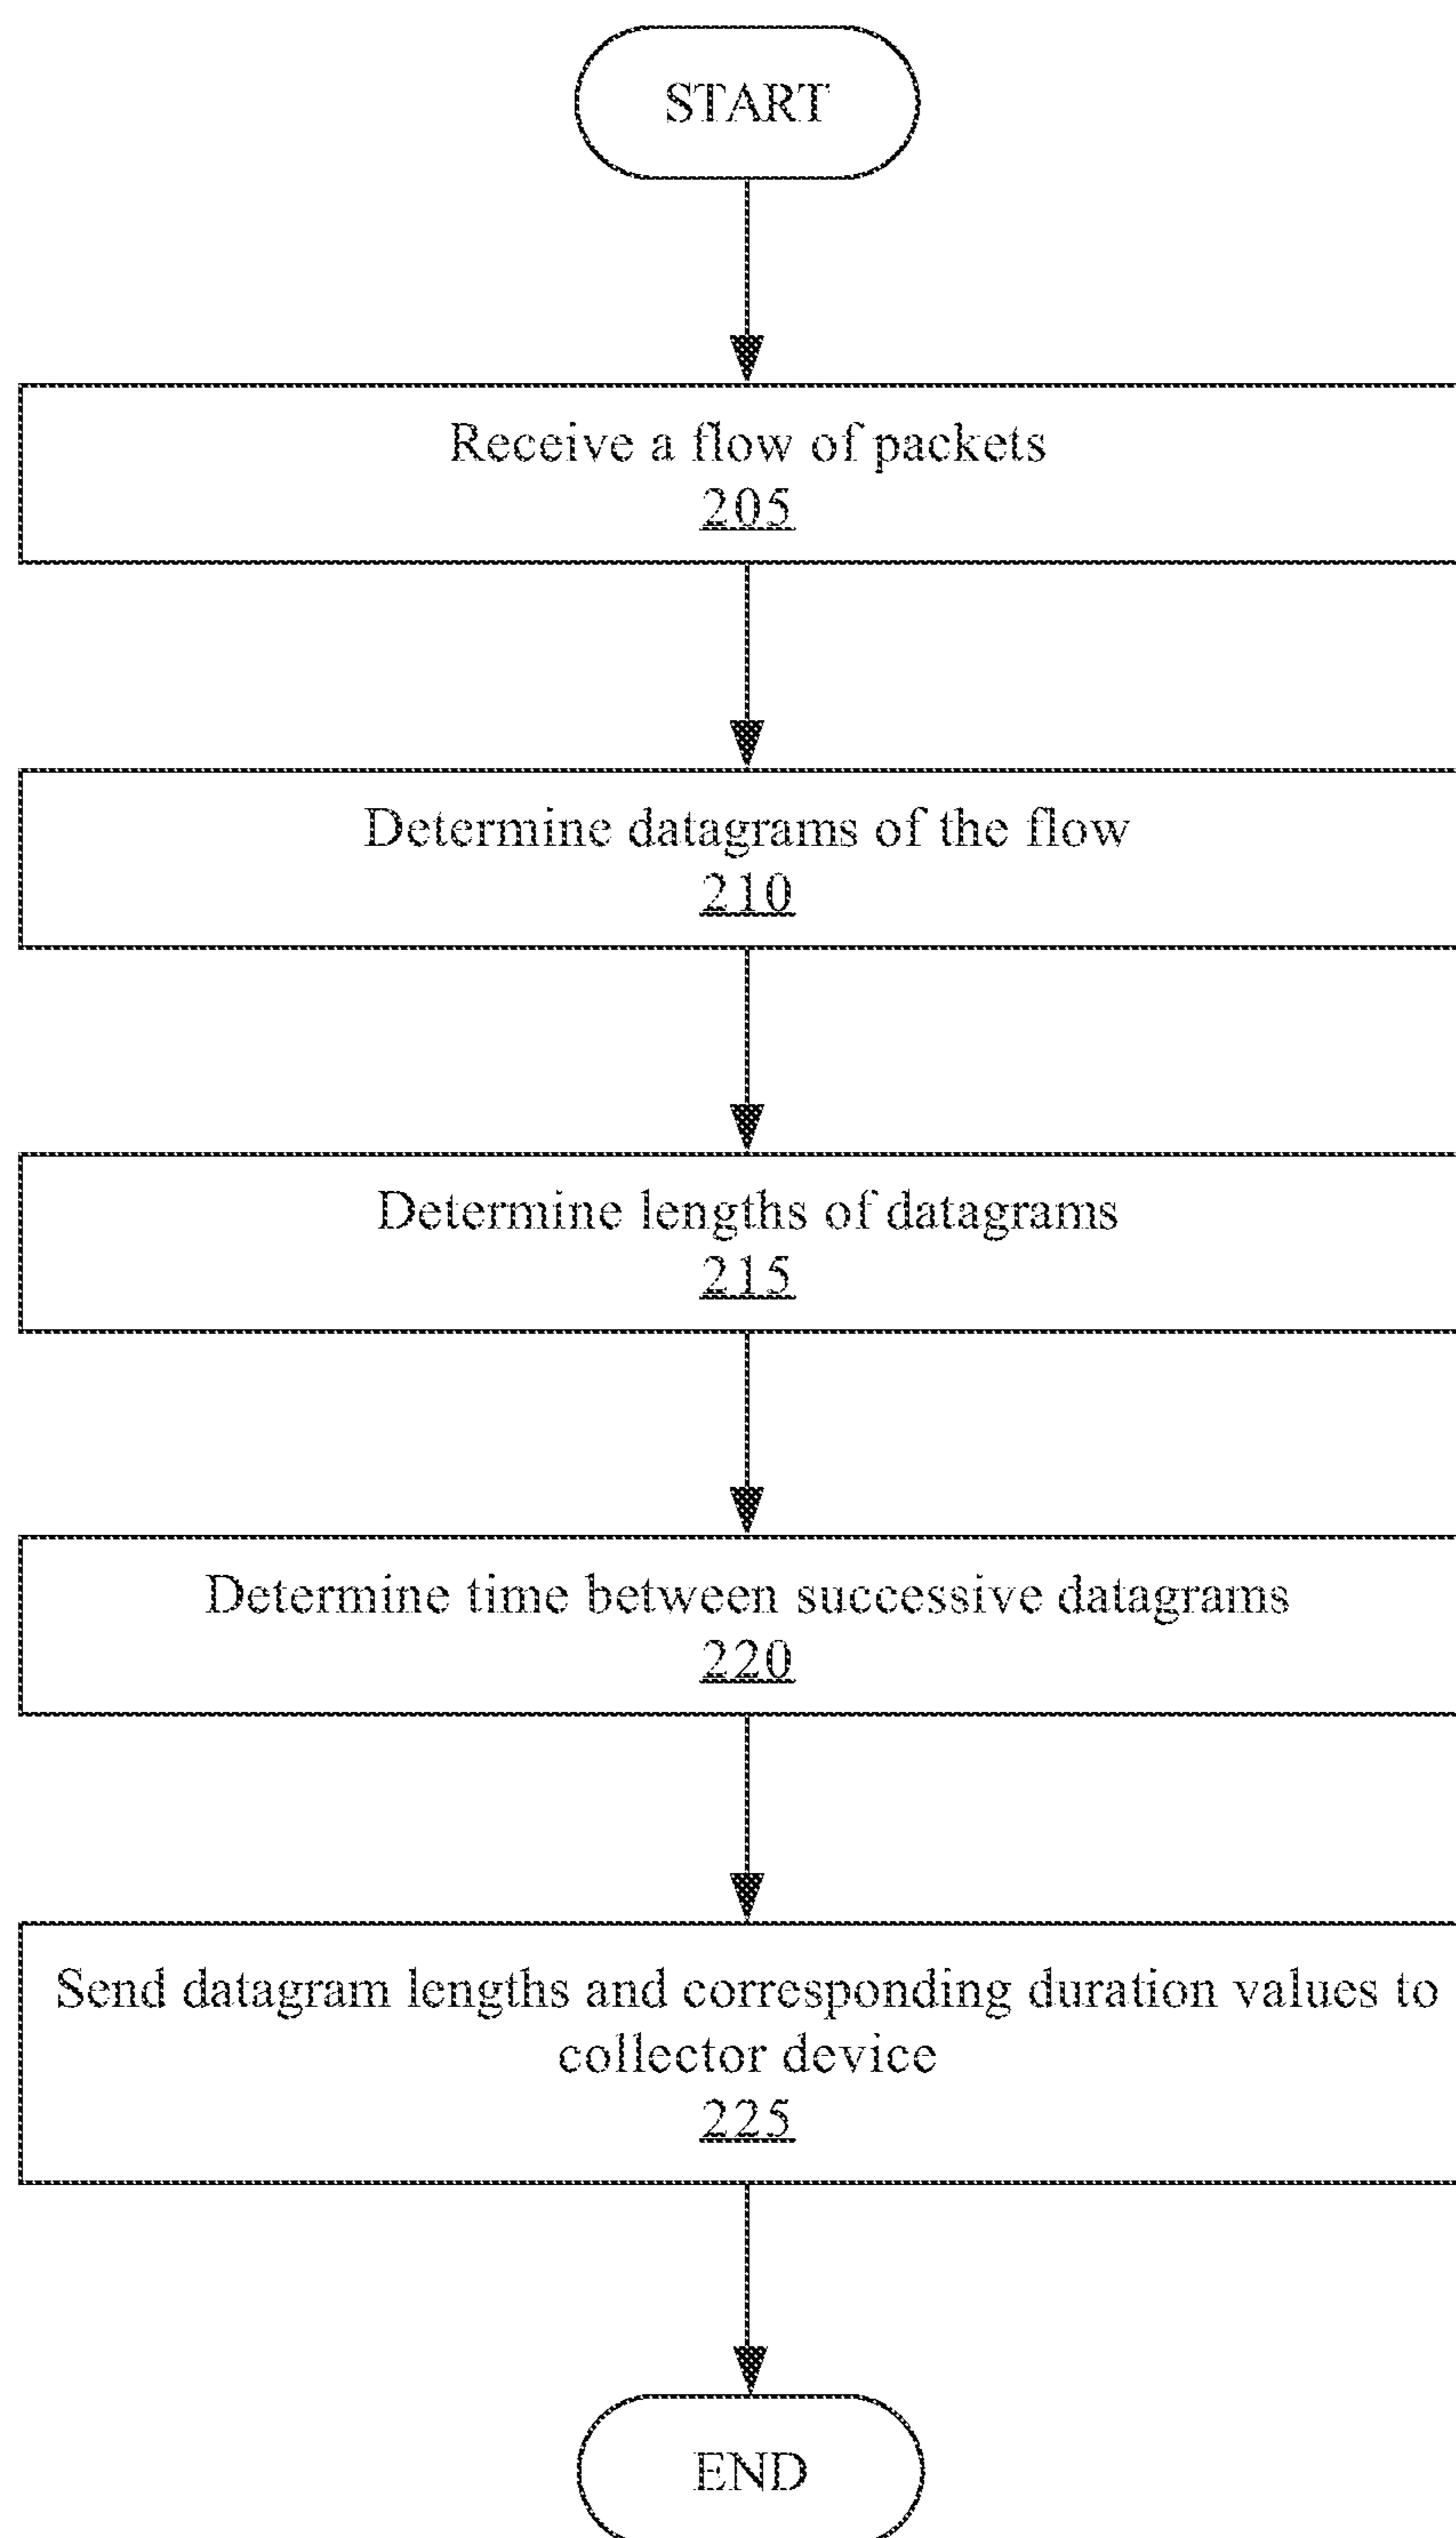 START
Receive a flow of packets
205
Determine datagrams of the flow
210
Determine lengths of datagrams
215
Determine time between successive datagrams
220
Send datagram lengths and corresponding duration values to
collector device
225
END